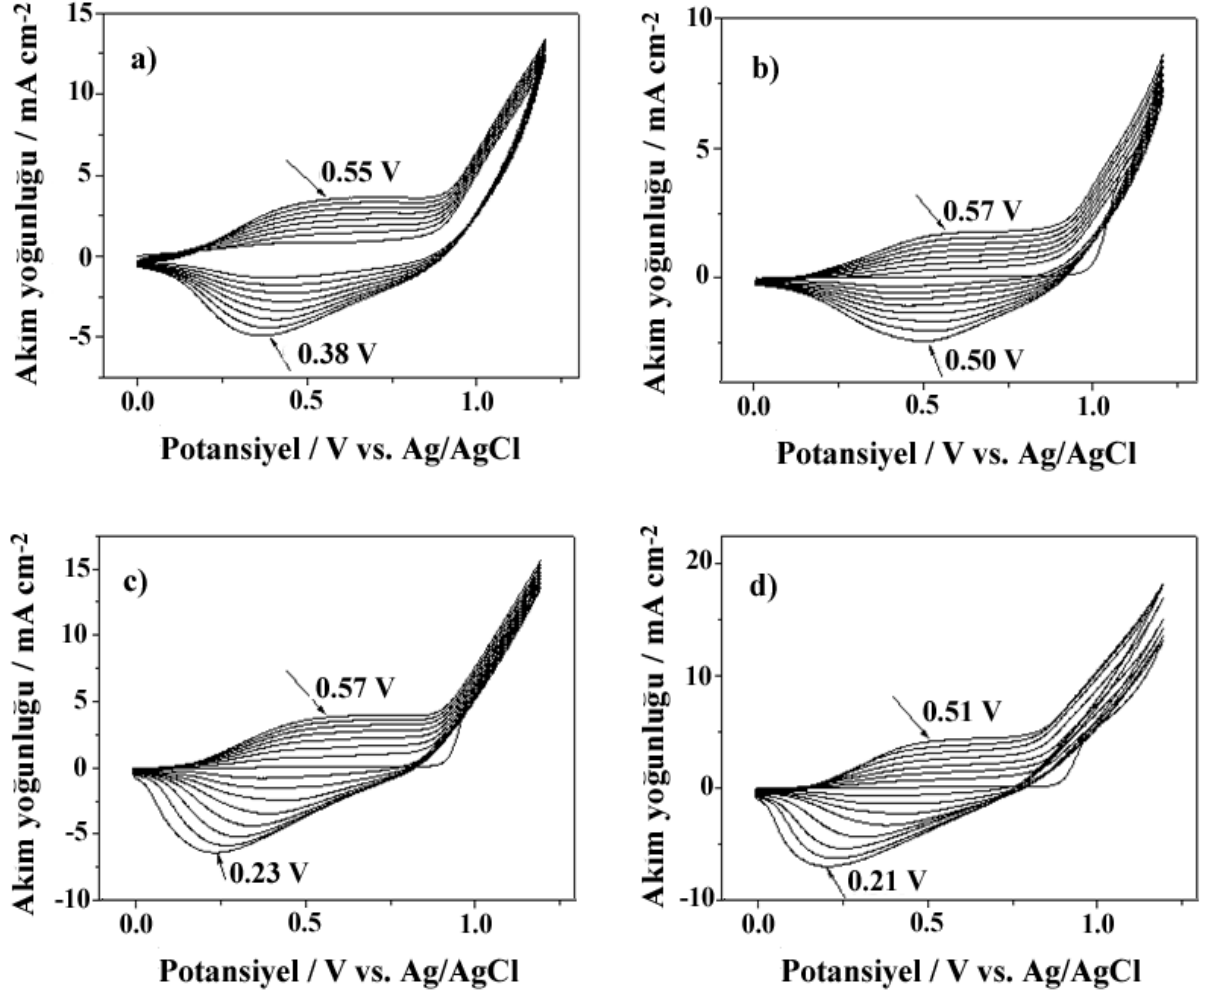 a)
Akım yoğunluğu / mA cm-2
15
10
5
0
-5
0.55 V
0.38 V
0.0 0.5 1.0
Potansiyel / V vs. Ag/AgCl
b)
Akım yoğunluğu / mA cm-2
10
5
0
0.57 V
0.50 V
0.0 0.5 1.0
Potansiyel / V vs. Ag/AgCl
c)
Akım yoğunluğu / mA cm-2
15
10
5
0
-5
-10
0.57 V
0.23 V
0.0 0.5 1.0
Potansiyel / V vs. Ag/AgCl
d)
Akım yoğunluğu / mA cm-2
20
10
0
-10
0.51 V
0.21 V
0.0 0.5 1.0
Potansiyel / V vs. Ag/AgCl